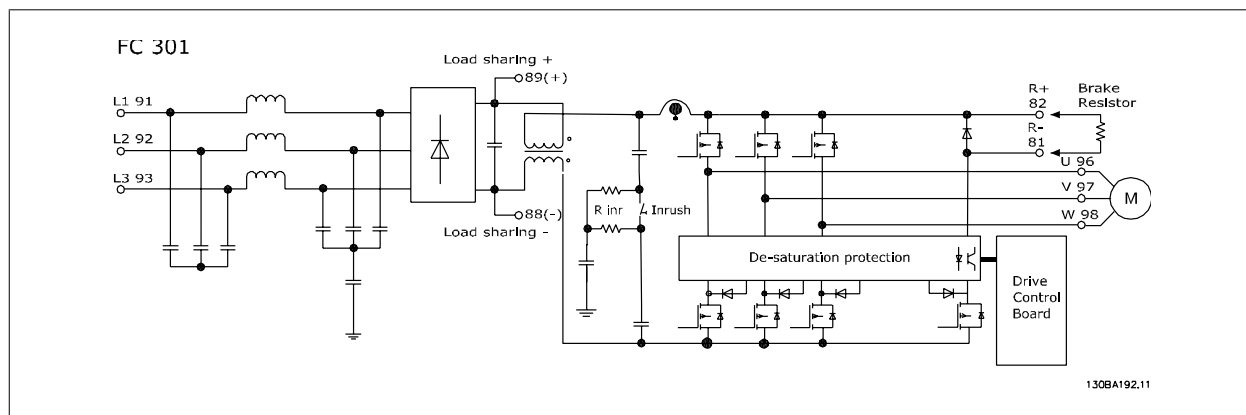 FC 301
Load sharing +
89(+)
L1 91
L2 92
L3 93
88(-)
Load sharing -
R inr
Inrush
R+
82
Brake
Resistor
R-
81
U 96
V 97
W 98
M
De-saturation protection
Drive
Control
Board
130BA192.11